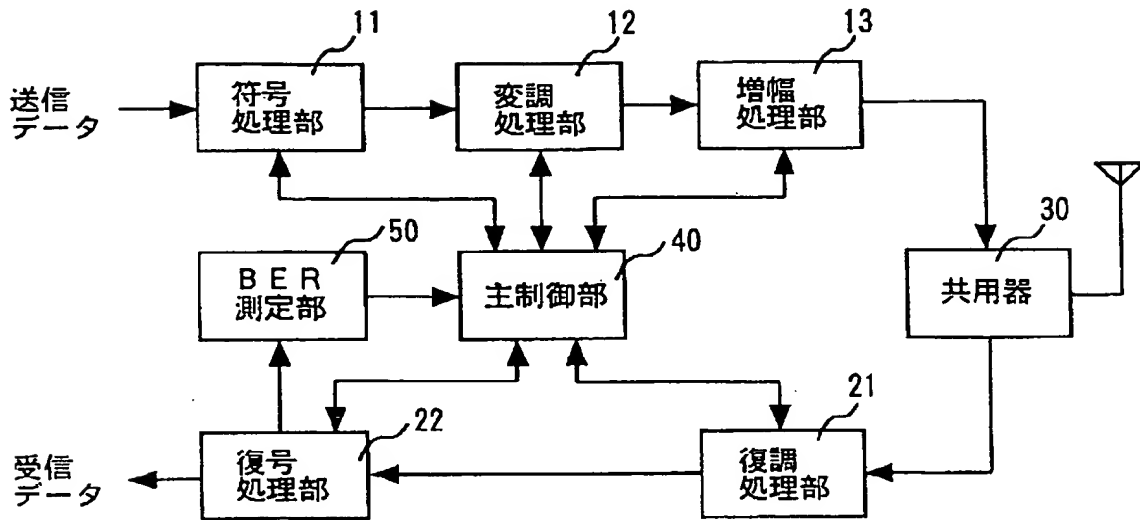 11
12
13
送信
データ
符号
処理部
変調
処理部
増幅
処理部
50
40
30
ＢＥＲ
測定部
主制御部
共用器
22
21
受信
データ
復号
処理部
復調
処理部